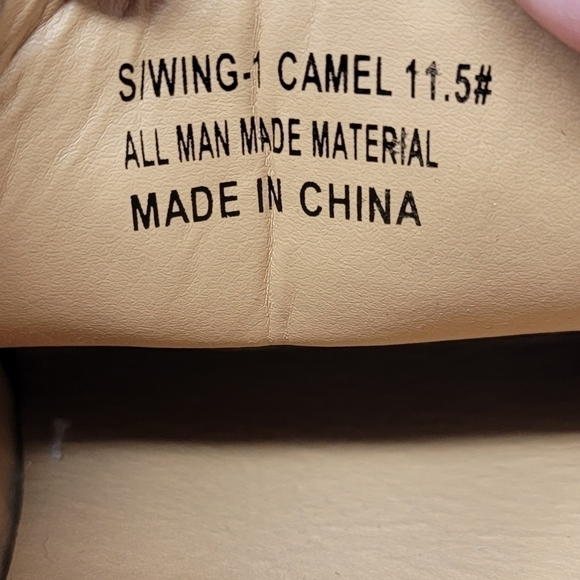 S/WING-1 CAMEL 11.5#
ALL MAN MADE MATERIAL
MADE IN CHINA